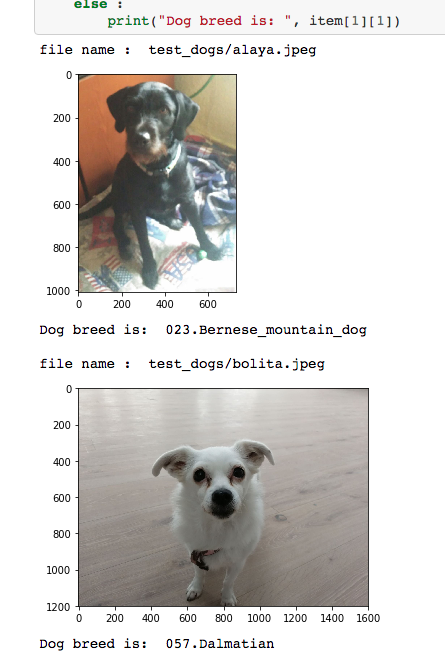 else :
print("Dog breed is: ", item[1][1])
file name :  test_dogs/alaya.jpeg
0
200
400
600
800
1000
0 200 400 600
Dog breed is:  023.Bernese_mountain_dog
file name :  test_dogs/bolita.jpeg
0
200
400
600
800
1000
1200
0 200 400 600 800 1000 1200 1400 1600
Dog breed is:  057.Dalmatian